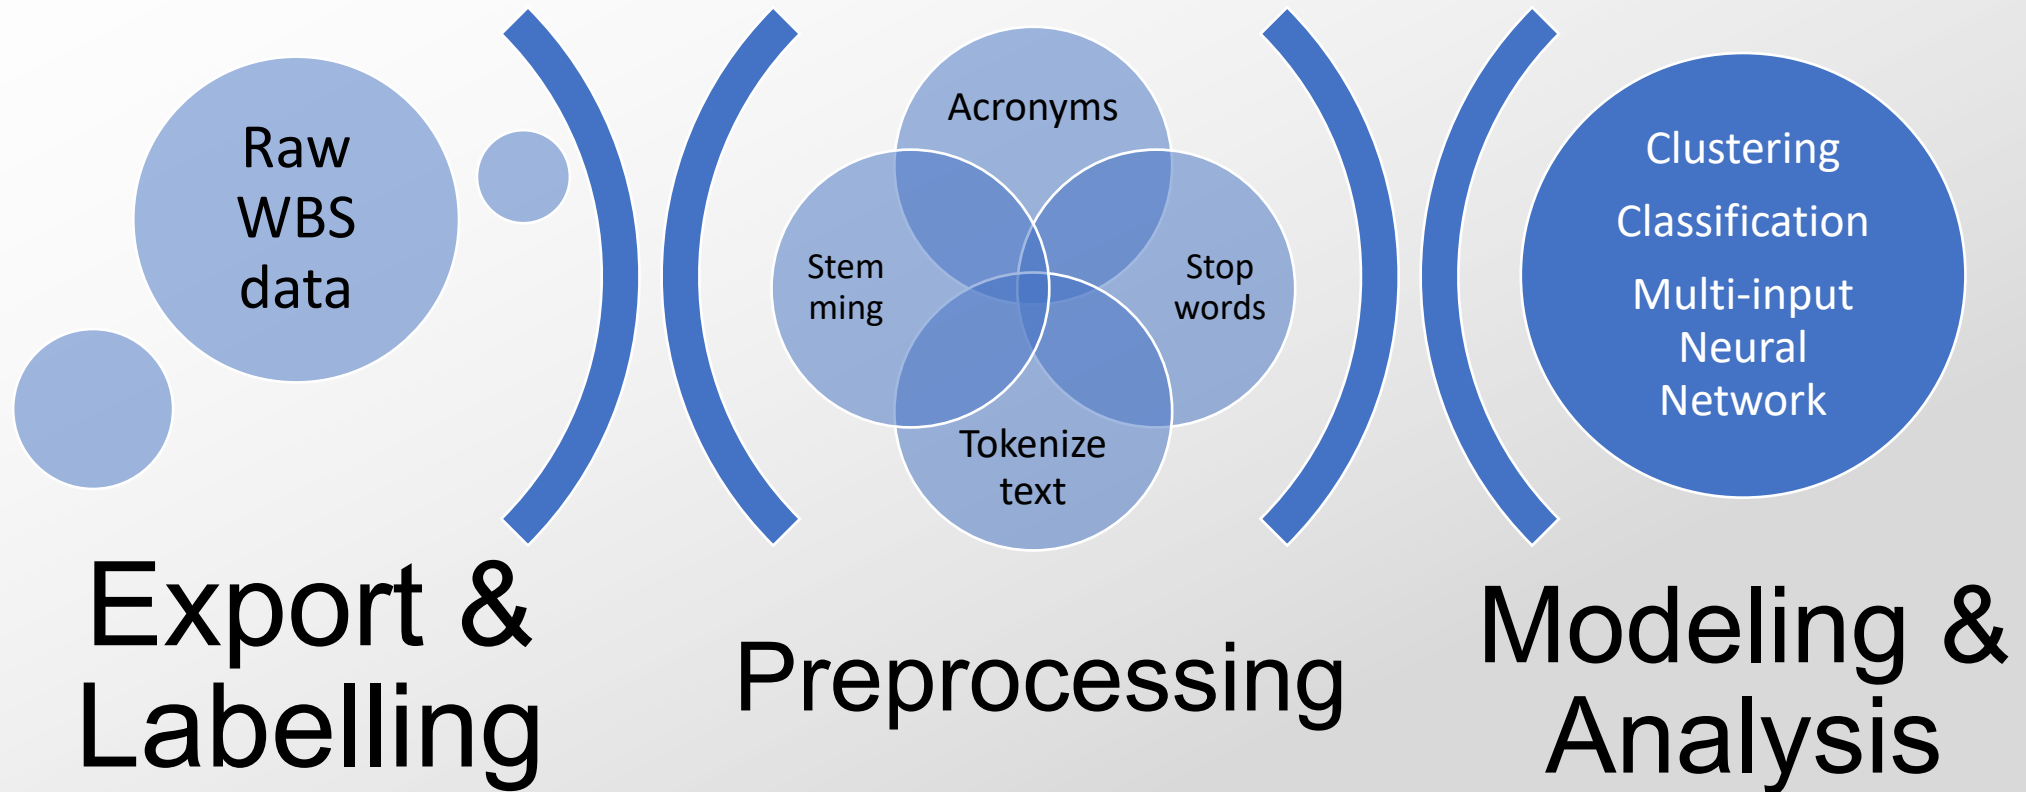 Raw
WBS
data
Export &
Labelling
Acronyms
Stem
ming
Stop
words
Tokenize
text
Preprocessing
Clustering
Classification
Multi-input
Neural
Network
Modeling &
Analysis